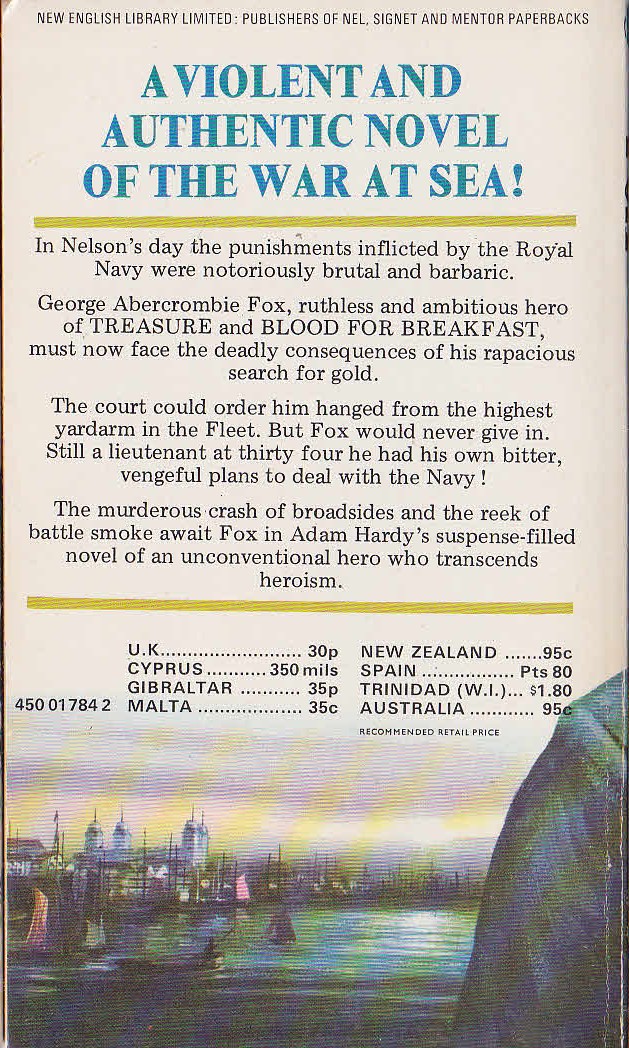 NEW ENGLISH LIBRARY LIMITED: PUBLISHERS OF NEL, SIGNET AND MENTOR PAPERBACKS
A VIOLENT AND
AUTHENTIC NOVEL
OF THE WAR AT SEA!
In Nelson's day the punishments inflicted by the Royal
Navy were notoriously brutal and barbaric.
George Abercrombie Fox, ruthless and ambitious hero
of TREASURE and BLOOD FOR BREAKFAST,
must now face the deadly consequences of his rapacious
search for gold.
The court could order him hanged from the highest
yardarm in the Fleet. But Fox would never give in.
Still a lieutenant at thirty four he had his own bitter,
vengeful plans to deal with the Navy !
The murderous crash of broadsides and the reek of
battle smoke await Fox in Adam Hardy's suspense-filled
novel of an unconventional hero who transcends
heroism.
U.K.......................... 30p
CYPRUS........... 350 mils
GIBRALTAR ........... 35p
450 01784 2 MALTA ................... 35c
NEW ZEALAND .......95c
SPAIN ................. Pts 80
TRINIDAD (W.I.)... $1.80
AUSTRALIA ............ 95c
RECOMMENDED RETAIL PRICE